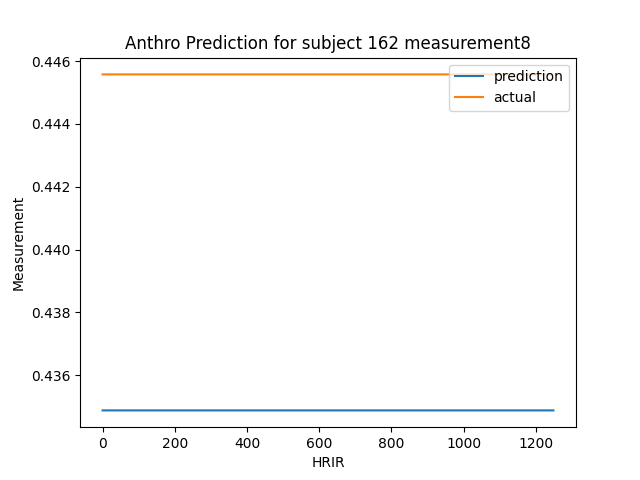 Anthro Prediction for subject 162 measurement8
0.446
0.444
0.442
0.440
0.438
0.436
Measurement
prediction
actual
0 200 400 600 800 1000 1200
HRIR